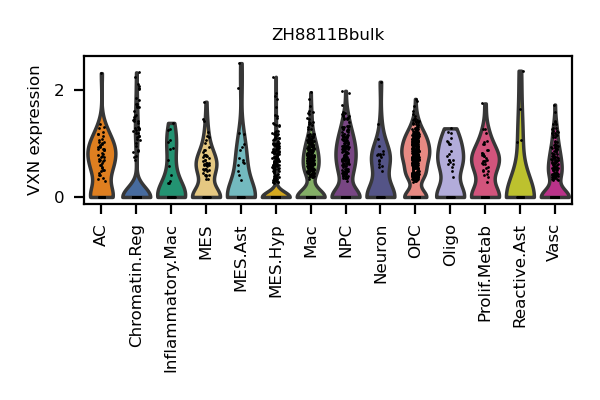 ZH8811Bbulk
VXN expression
2
0
AC
Chromatin.Reg
Inflammatory.Mac
MES
MES.Ast
MES.Hyp
Mac
NPC
Neuron
OPC
Oligo
Prolif.Metab
Reactive.Ast
Vasc